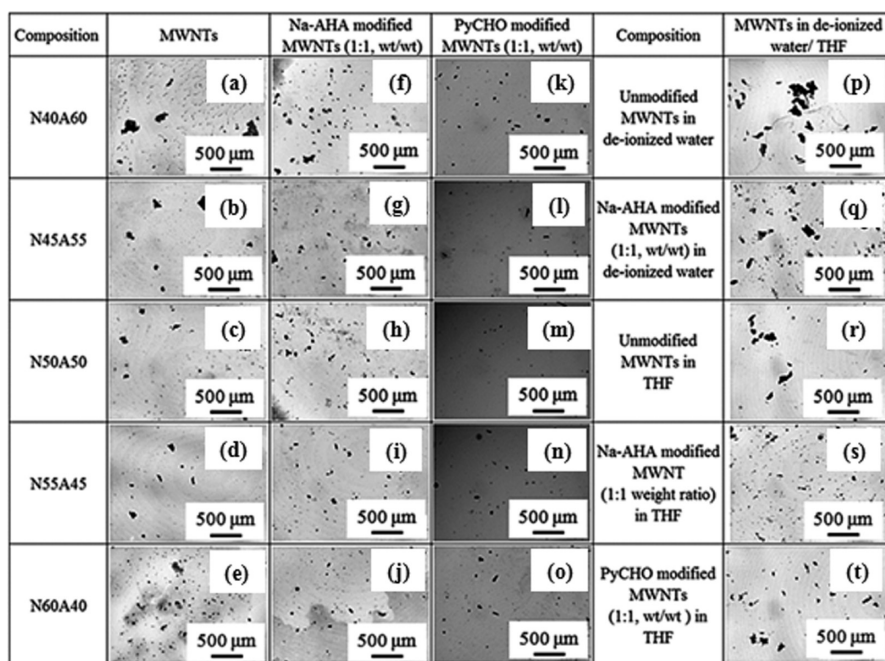 Composition MWNTs Na-AHA modified MWNTs (1:1, wt/wt) PyCHO modified MWNTs (1:1, wt/wt) Composition MWNTs in de-ionized water/ THF
N40A60
(a)
500 µm
(f)
500 µm
(k)
500 µm
Unmodified
MWNTs in
de-ionized water
(p)
500 µm
N45A55
(b)
500 µm
(g)
500 µm
(l)
500 µm
Na-AHA modified
MWNTs
(1:1, wt/wt) in
de-ionized water
(q)
500 µm
N50A50
(c)
500 µm
(h)
500 µm
(m)
500 µm
Unmodified
MWNTs in
THF
(r)
500 µm
N55A45
(d)
500 µm
(i)
500 µm
(n)
500 µm
Na-AHA modified
MWNT
(1:1 weight ratio)
in THF
(s)
500 µm
N60A40
(e)
500 µm
(j)
500 µm
(o)
500 µm
PyCHO modified
MWNTs
(1:1, wt/wt ) in
THF
(t)
500 µm